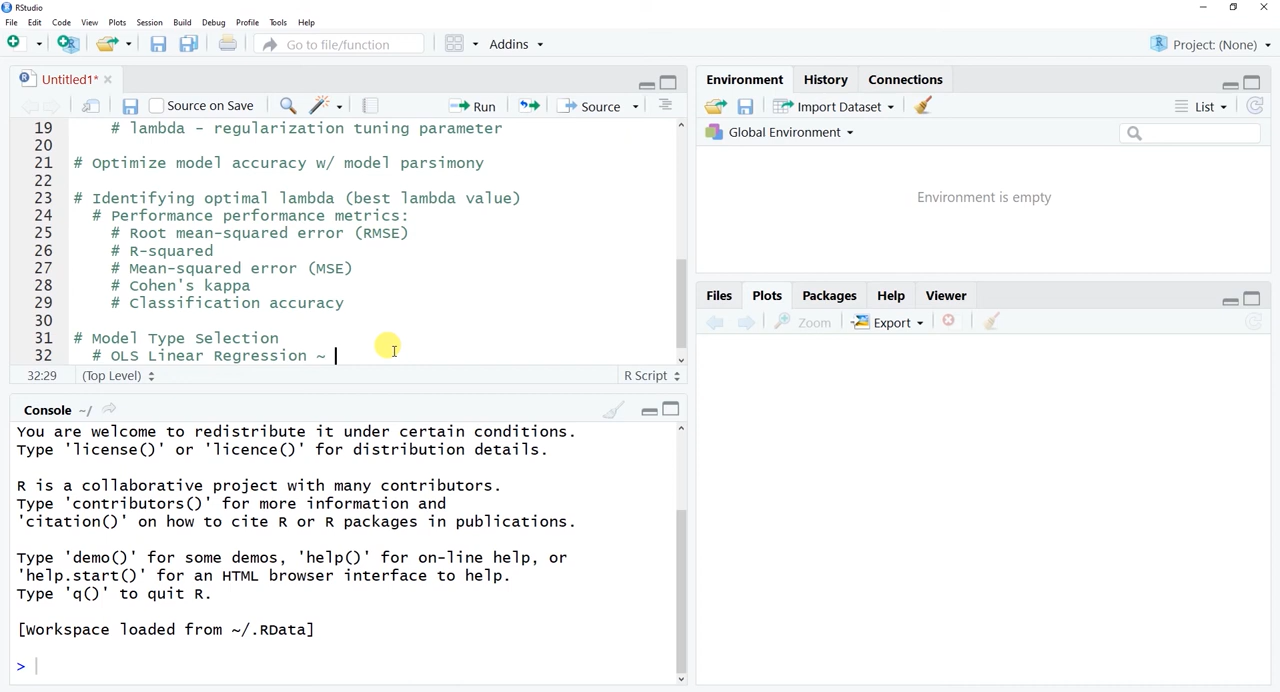 RStudio
File Edit Code View Plots Session Build Debug Profile Tools Help
Go to file/function
Addins
Project: (None)
Untitled1*
Source on Save
Run
Source
19 # lambda - regularization tuning parameter
20
21 # Optimize model accuracy w/ model parsimony
22
23 # Identifying optimal lambda (best lambda value)
24 # Performance performance metrics:
25 # Root mean-squared error (RMSE)
26 # R-squared
27 # Mean-squared error (MSE)
28 # Cohen's kappa
29 # Classification accuracy
30
31 # Model Type Selection
32 # OLS Linear Regression ~
32:29 (Top Level) R Script
Console ~/
You are welcome to redistribute it under certain conditions.
Type 'license()' or 'licence()' for distribution details.
R is a collaborative project with many contributors.
Type 'contributors()' for more information and
'citation()' on how to cite R or R packages in publications.
Type 'demo()' for some demos, 'help()' for on-line help, or
'help.start()' for an HTML browser interface to help.
Type 'q()' to quit R.
[Workspace loaded from ~/.RData]
>
Environment History Connections
Import Dataset
List
Global Environment
Environment is empty
Files Plots Packages Help Viewer
Zoom Export